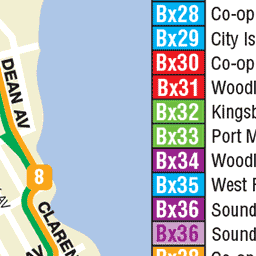 Bx28 Co-op
Bx29 City Is
Bx30 Co-op
Bx31 Woodl
Bx32 Kingsb
Bx33 Port M
Bx34 Woodl
Bx35 West F
Bx36 Sound
Bx36 Sound
DEAN AV
8
CLAREN
AV